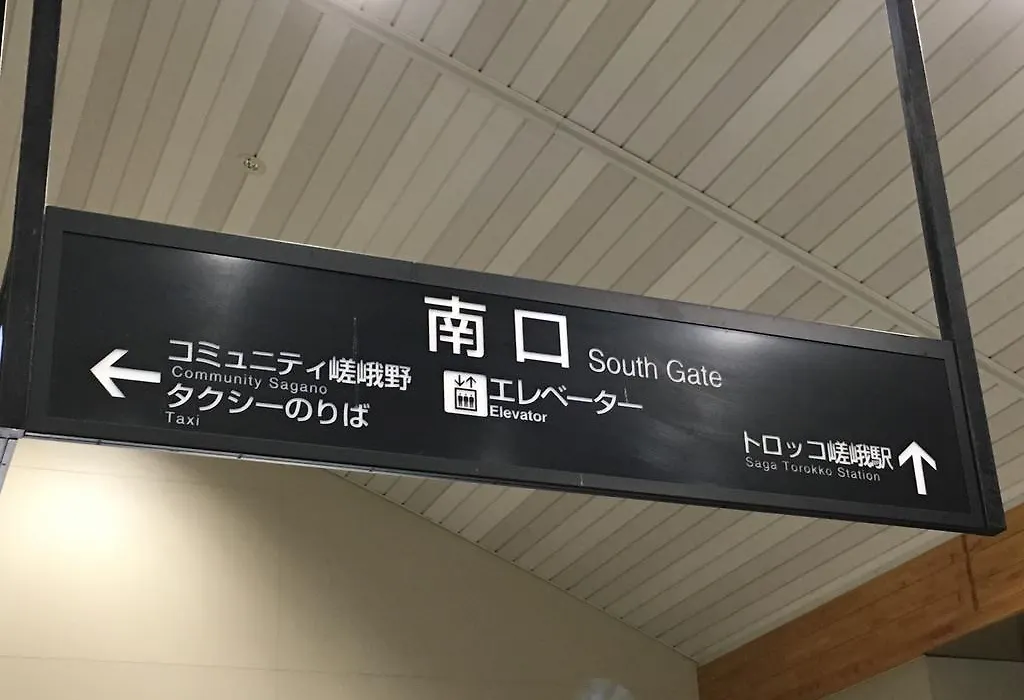 南口 South Gate
コミュニティ嵯峨野
Community Sagano
タクシーのりば
Taxi
エレベーター
Elevator
トロッコ嵯峨駅
Saga Torokko Station